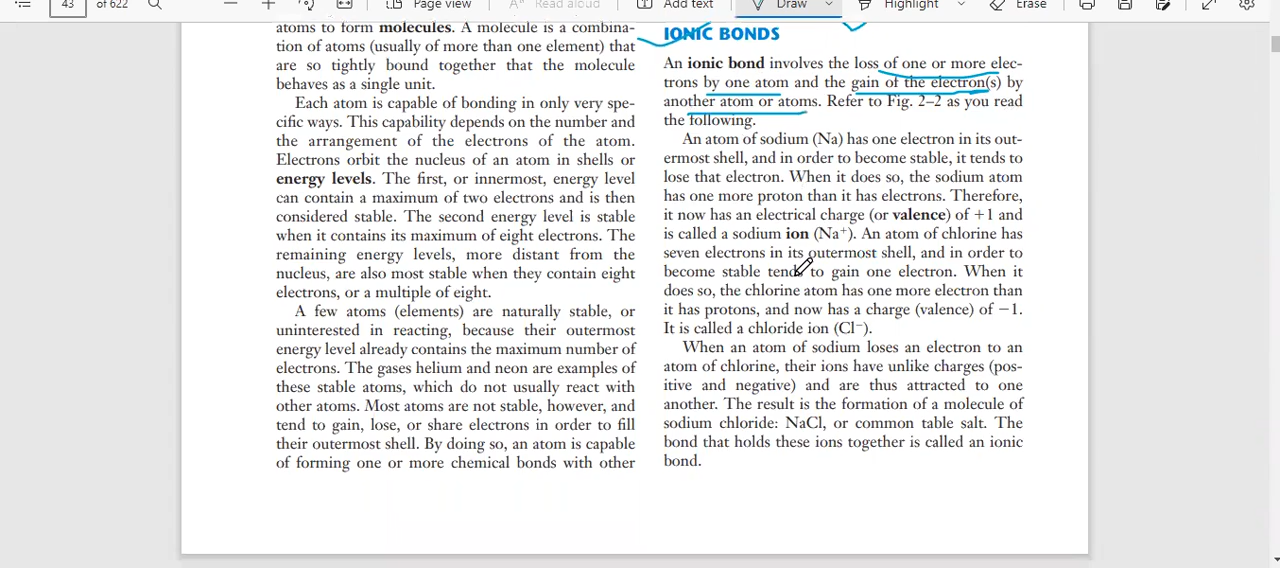 43
of 622
Page view
Read aloud
Add text
Draw
Highlight
Erase
atoms to form molecules. A molecule is a combina-
tion of atoms (usually of more than one element) that
are so tightly bound together that the molecule
behaves as a single unit.
Each atom is capable of bonding in only very spe-
cific ways. This capability depends on the number and
the arrangement of the electrons of the atom.
Electrons orbit the nucleus of an atom in shells or
energy levels. The first, or innermost, energy level
can contain a maximum of two electrons and is then
considered stable. The second energy level is stable
when it contains its maximum of eight electrons. The
remaining energy levels, more distant from the
nucleus, are also most stable when they contain eight
electrons, or a multiple of eight.
A few atoms (elements) are naturally stable, or
uninterested in reacting, because their outermost
energy level already contains the maximum number of
electrons. The gases helium and neon are examples of
these stable atoms, which do not usually react with
other atoms. Most atoms are not stable, however, and
tend to gain, lose, or share electrons in order to fill
their outermost shell. By doing so, an atom is capable
of forming one or more chemical bonds with other
IONIC BONDS
An ionic bond involves the loss of one or more elec-
trons by one atom and the gain of the electron(s) by
another atom or atoms. Refer to Fig. 2–2 as you read
the following.
An atom of sodium (Na) has one electron in its out-
ermost shell, and in order to become stable, it tends to
lose that electron. When it does so, the sodium atom
has one more proton than it has electrons. Therefore,
it now has an electrical charge (or valence) of +1 and
is called a sodium ion (Na⁺). An atom of chlorine has
seven electrons in its outermost shell, and in order to
become stable tends to gain one electron. When it
does so, the chlorine atom has one more electron than
it has protons, and now has a charge (valence) of −1.
It is called a chloride ion (Cl⁻).
When an atom of sodium loses an electron to an
atom of chlorine, their ions have unlike charges (pos-
itive and negative) and are thus attracted to one
another. The result is the formation of a molecule of
sodium chloride: NaCl, or common table salt. The
bond that holds these ions together is called an ionic
bond.